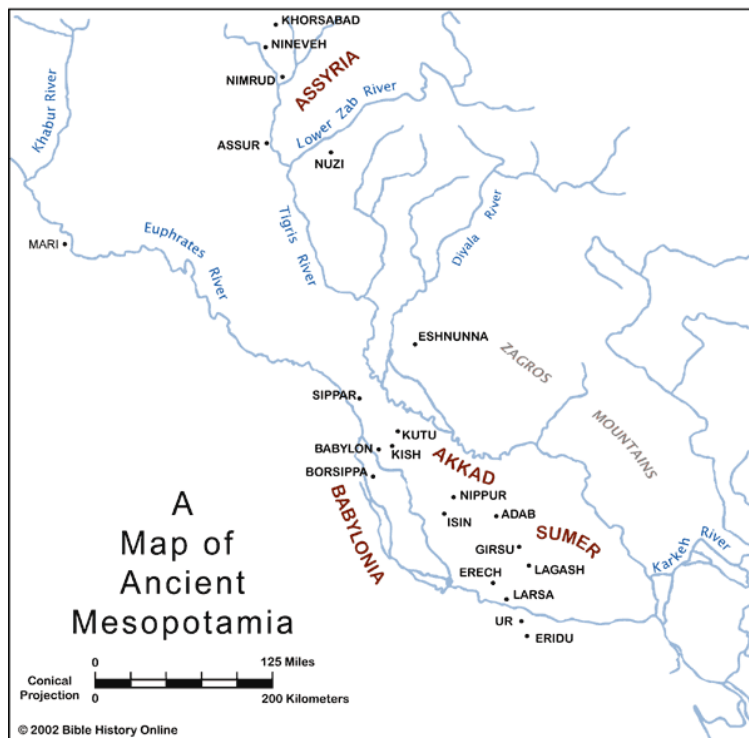 KHORSABAD
NINEVEH
NIMRUD
ASSYRIA
Khabur River
Lower Zab River
ASSUR
NUZI
Tigris River
Diyala River
MARI
Euphrates River
ESHNUNNA
ZAGROS
MOUNTAINS
SIPPAR
KUTU
BABYLON
KISH
AKKAD
BORSIPPA
BABYLONIA
NIPPUR
ISIN
ADAB
SUMER
GIRSU
LAGASH
ERECH
LARSA
UR
ERIDU
Karkeh River
A
Map of
Ancient
Mesopotamia
0 125 Miles
Conical
Projection
0 200 Kilometers
© 2002 Bible History Online